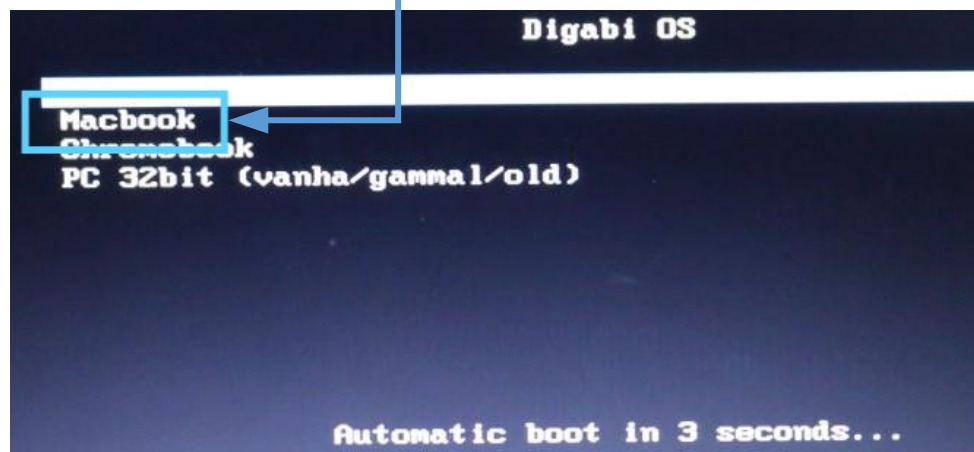 Digabi OS
Macbook
Chromebook
PC 32bit (vanha/gammal/old)
Automatic boot in 3 seconds...